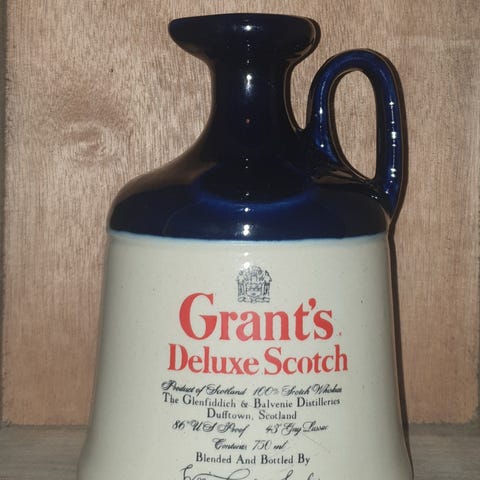 Grant's
Deluxe Scotch
Product of Scotland 100% Scotch Whiskies
The Glenfiddich & Balvenie Distilleries
Dufftown, Scotland
86° US Proof 43° Gay Lussac
Contents 750 ml
Blended And Bottled By